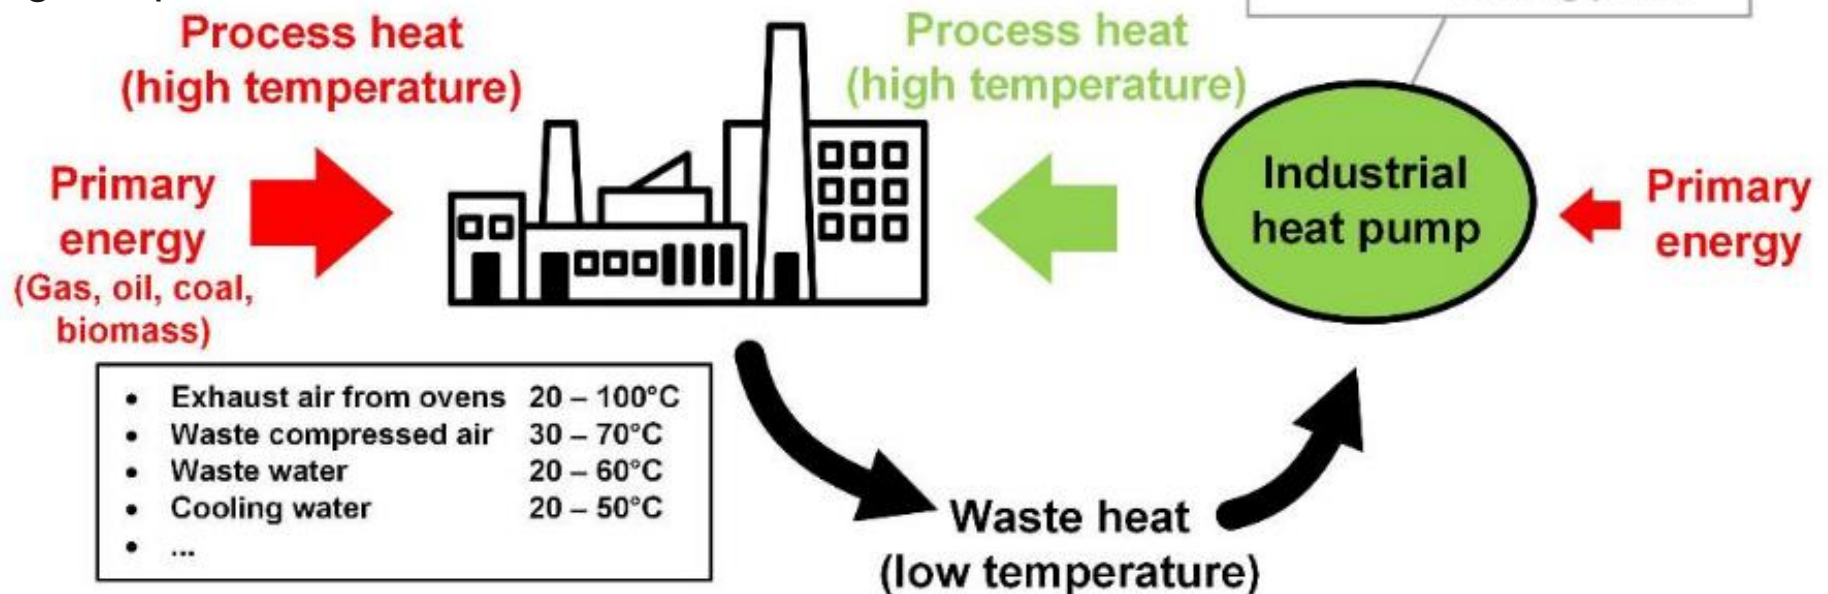 Process heat
(high temperature)
Process heat
(high temperature)
Primary
energy
(Gas, oil, coal,
biomass)
Industrial
heat pump
Primary
energy
• Exhaust air from ovens 20 – 100°C
• Waste compressed air 30 – 70°C
• Waste water 20 – 60°C
• Cooling water 20 – 50°C
• ...
Waste heat
(low temperature)